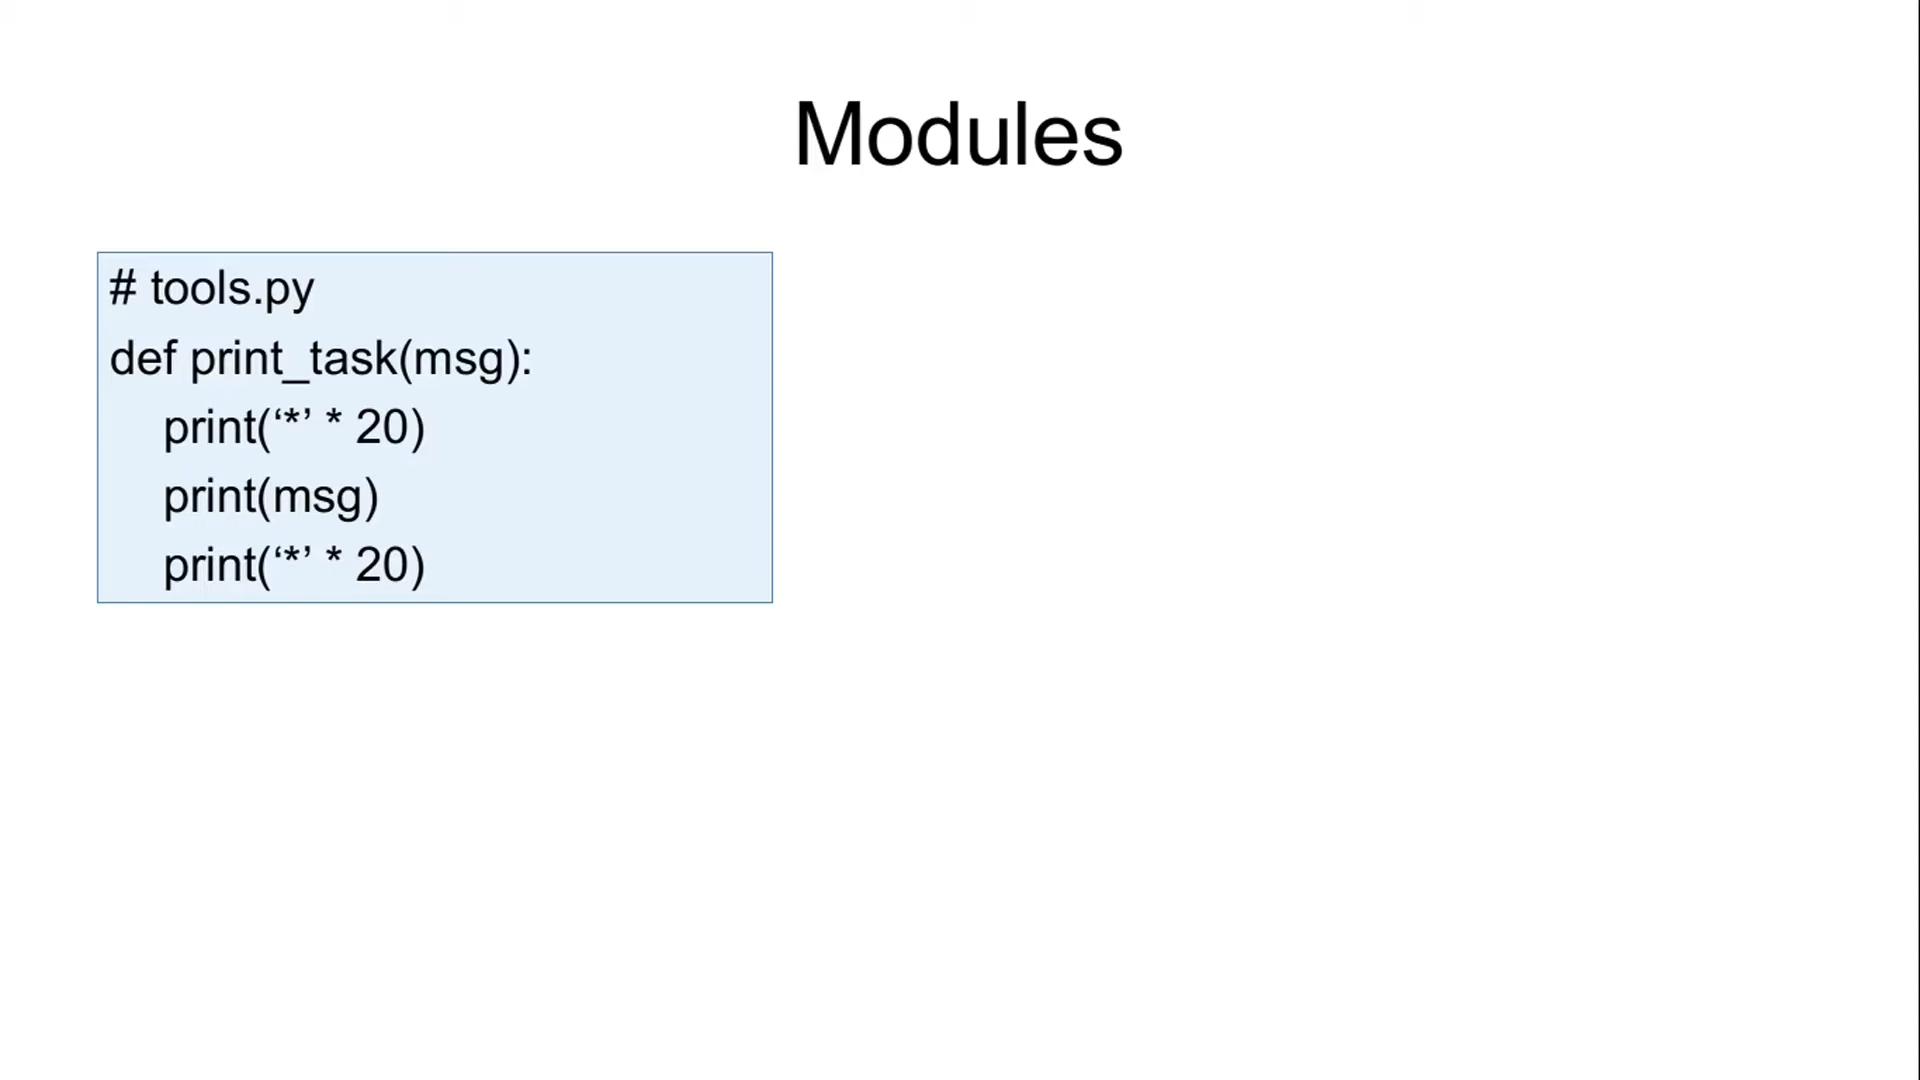 Modules
# tools.py
def print_task(msg):
print(‘*’ * 20)
print(msg)
print(‘*’ * 20)